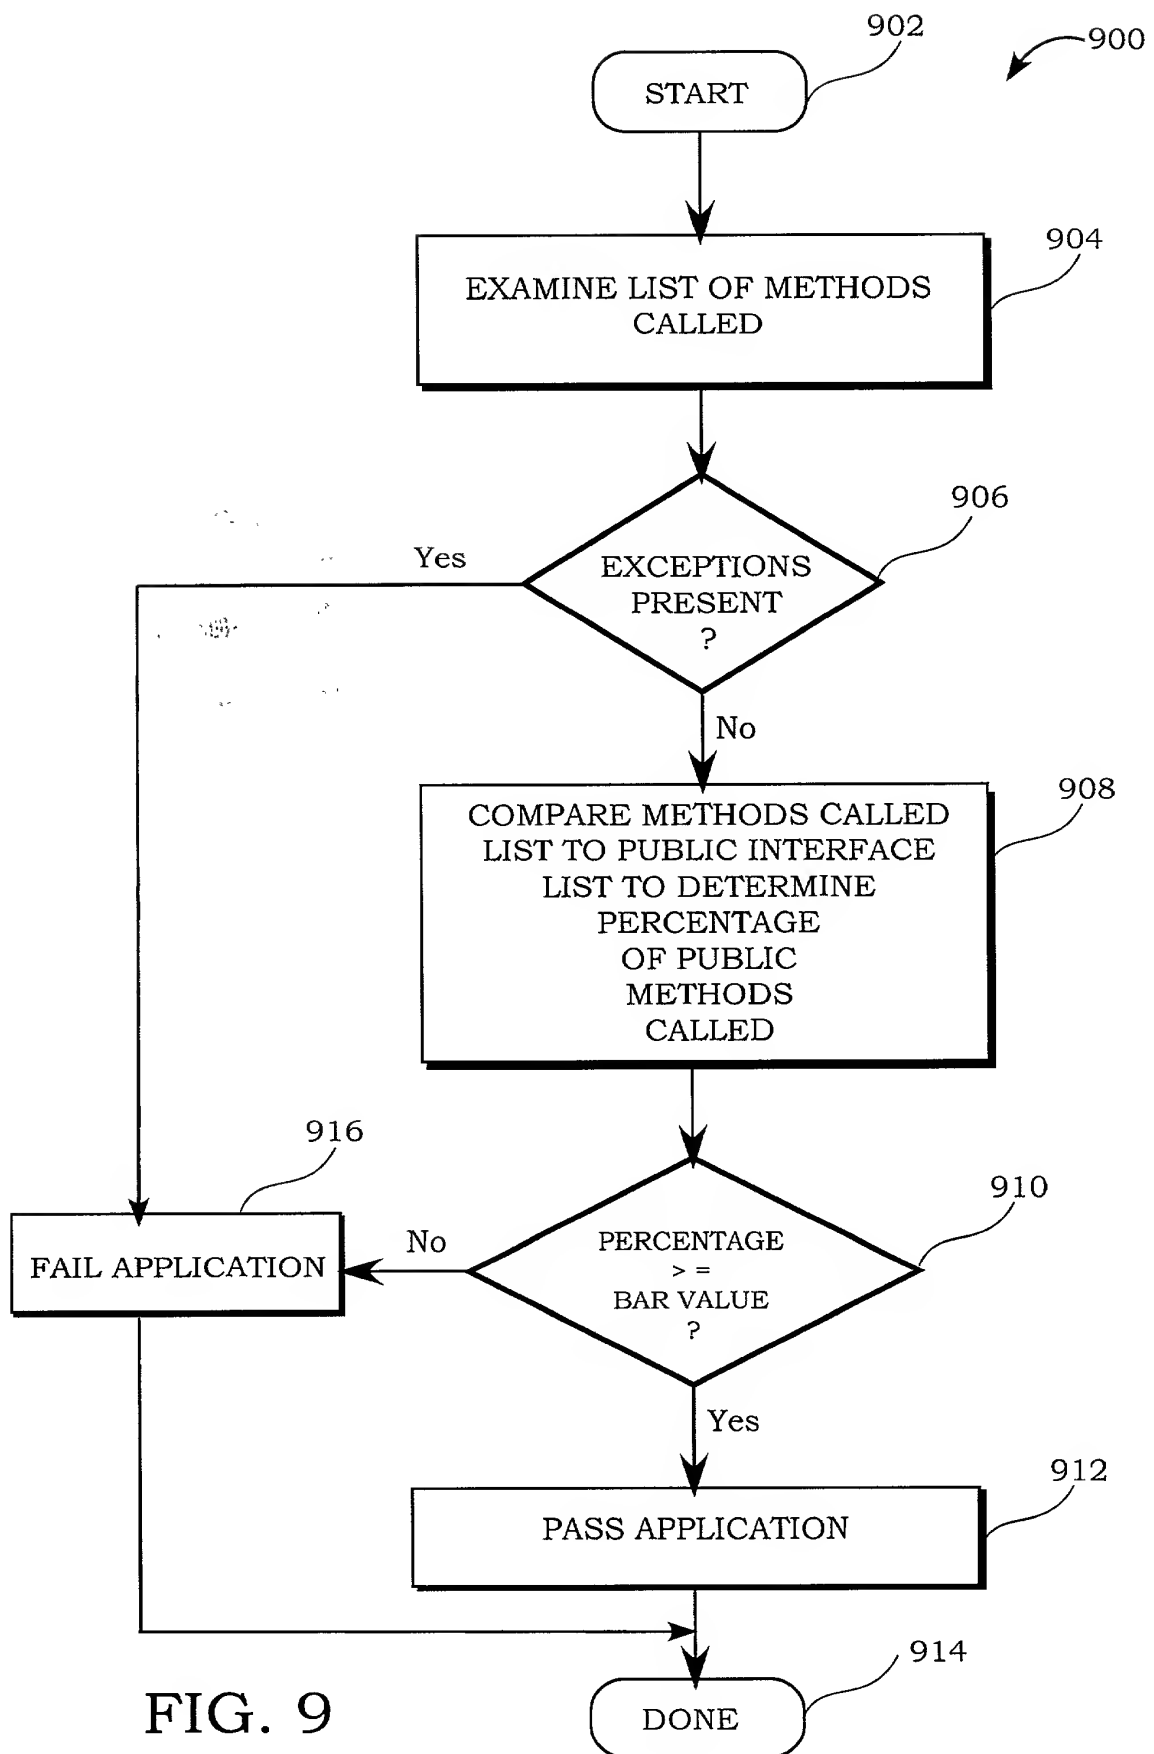 902
900
START
904
EXAMINE LIST OF METHODS
CALLED
906
Yes
EXCEPTIONS
PRESENT
?
No
908
COMPARE METHODS CALLED
LIST TO PUBLIC INTERFACE
LIST TO DETERMINE
PERCENTAGE
OF PUBLIC
METHODS
CALLED
916
910
No
PERCENTAGE
> =
BAR VALUE
?
FAIL APPLICATION
Yes
912
PASS APPLICATION
914
DONE
FIG. 9